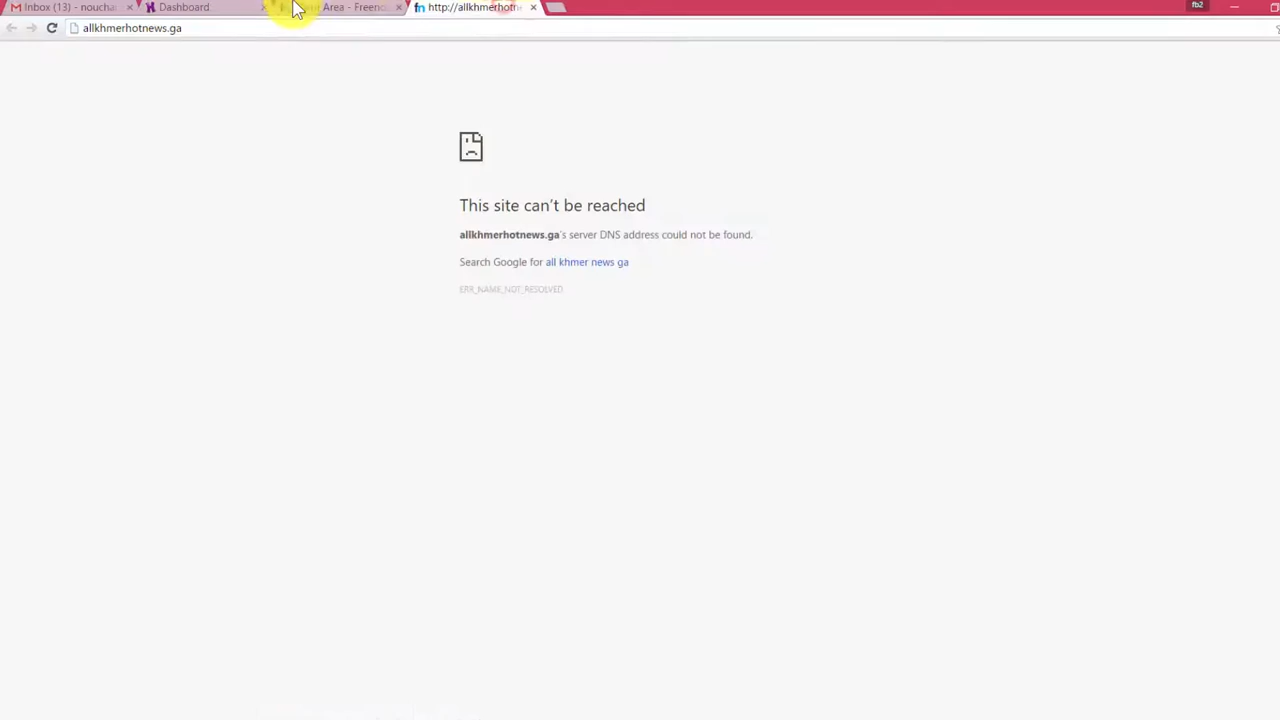 Inbox (13) - noucha
Dashboard
Area - Freeno
http://allkhmerhotn
fb2
allkhmerhotnews.ga
This site can't be reached
allkhmerhotnews.ga's server DNS address could not be found.
Search Google for all khmer news ga
ERR_NAME_NOT_RESOLVED